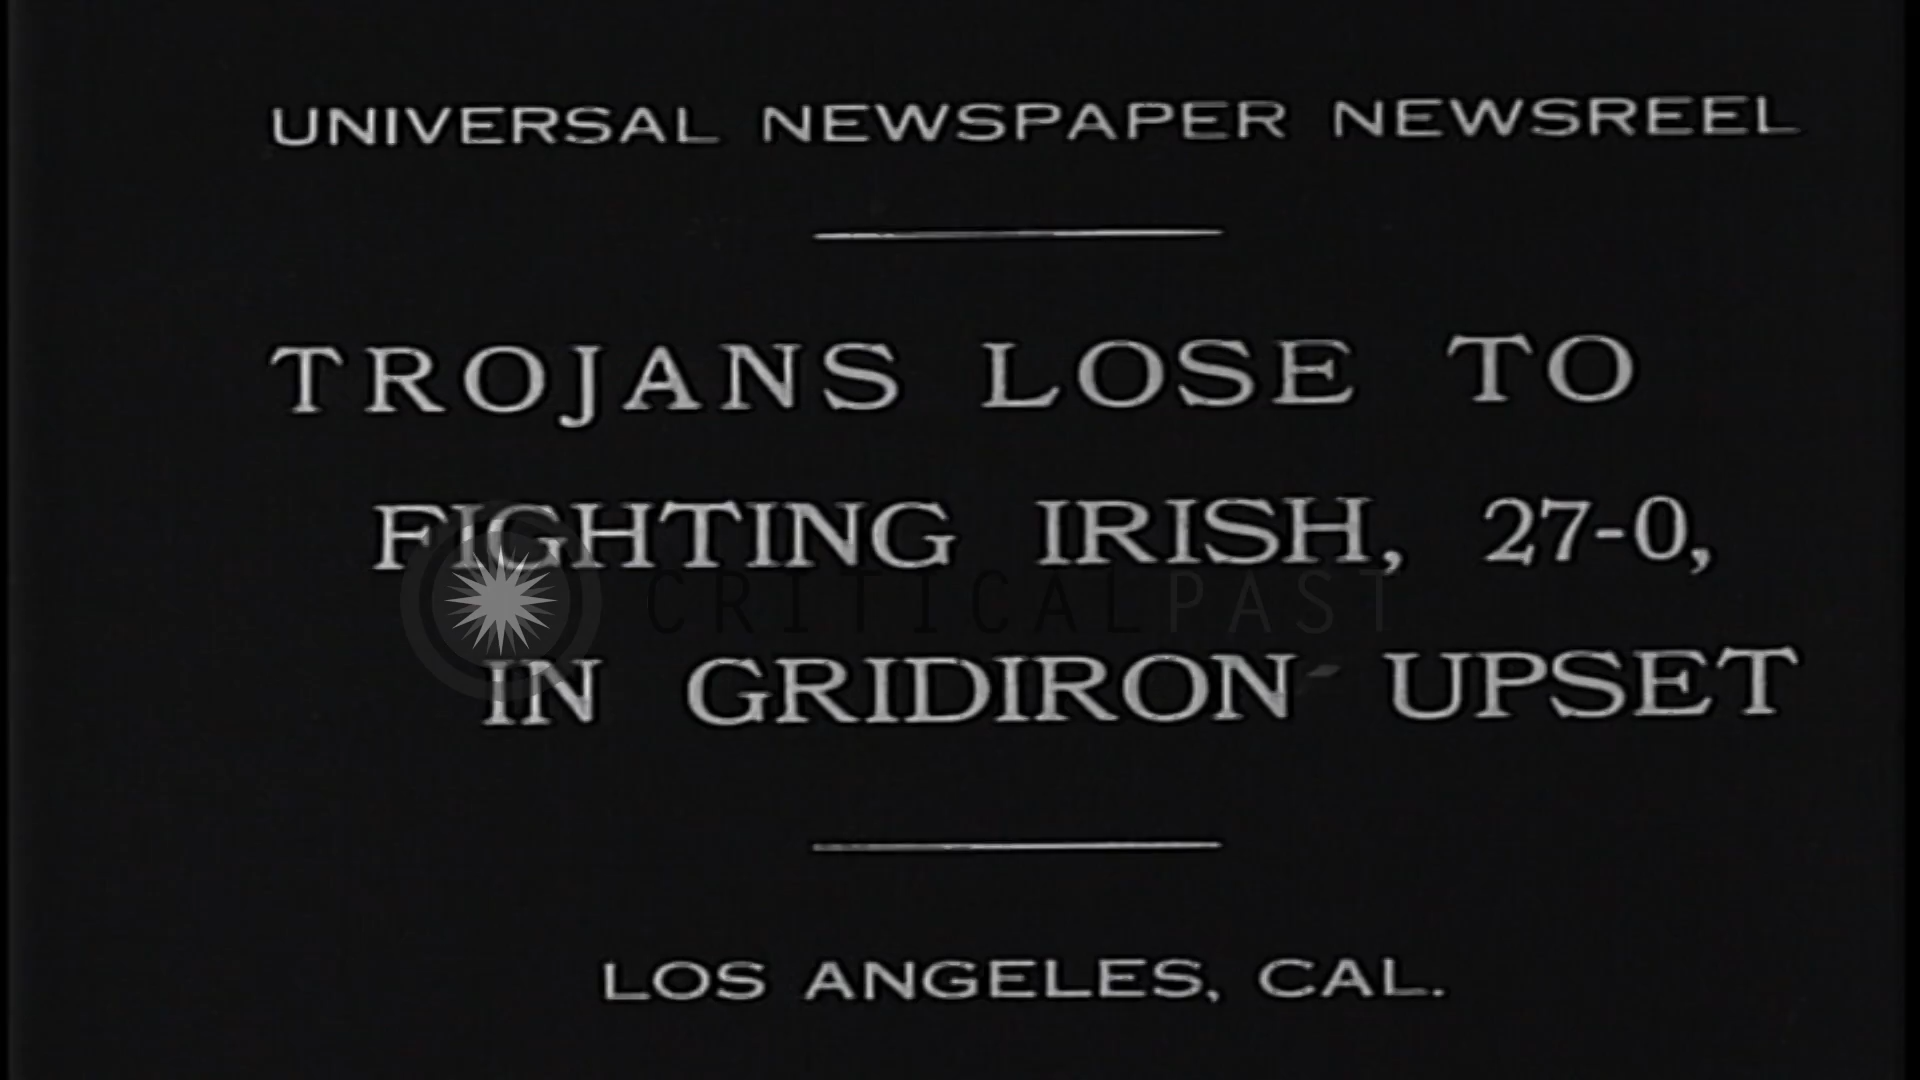 UNIVERSAL NEWSPAPER NEWSREEL
TROJANS LOSE TO
FIGHTING IRISH, 27-0,
CRITICALPAST
IN GRIDIRON UPSET
LOS ANGELES, CAL.